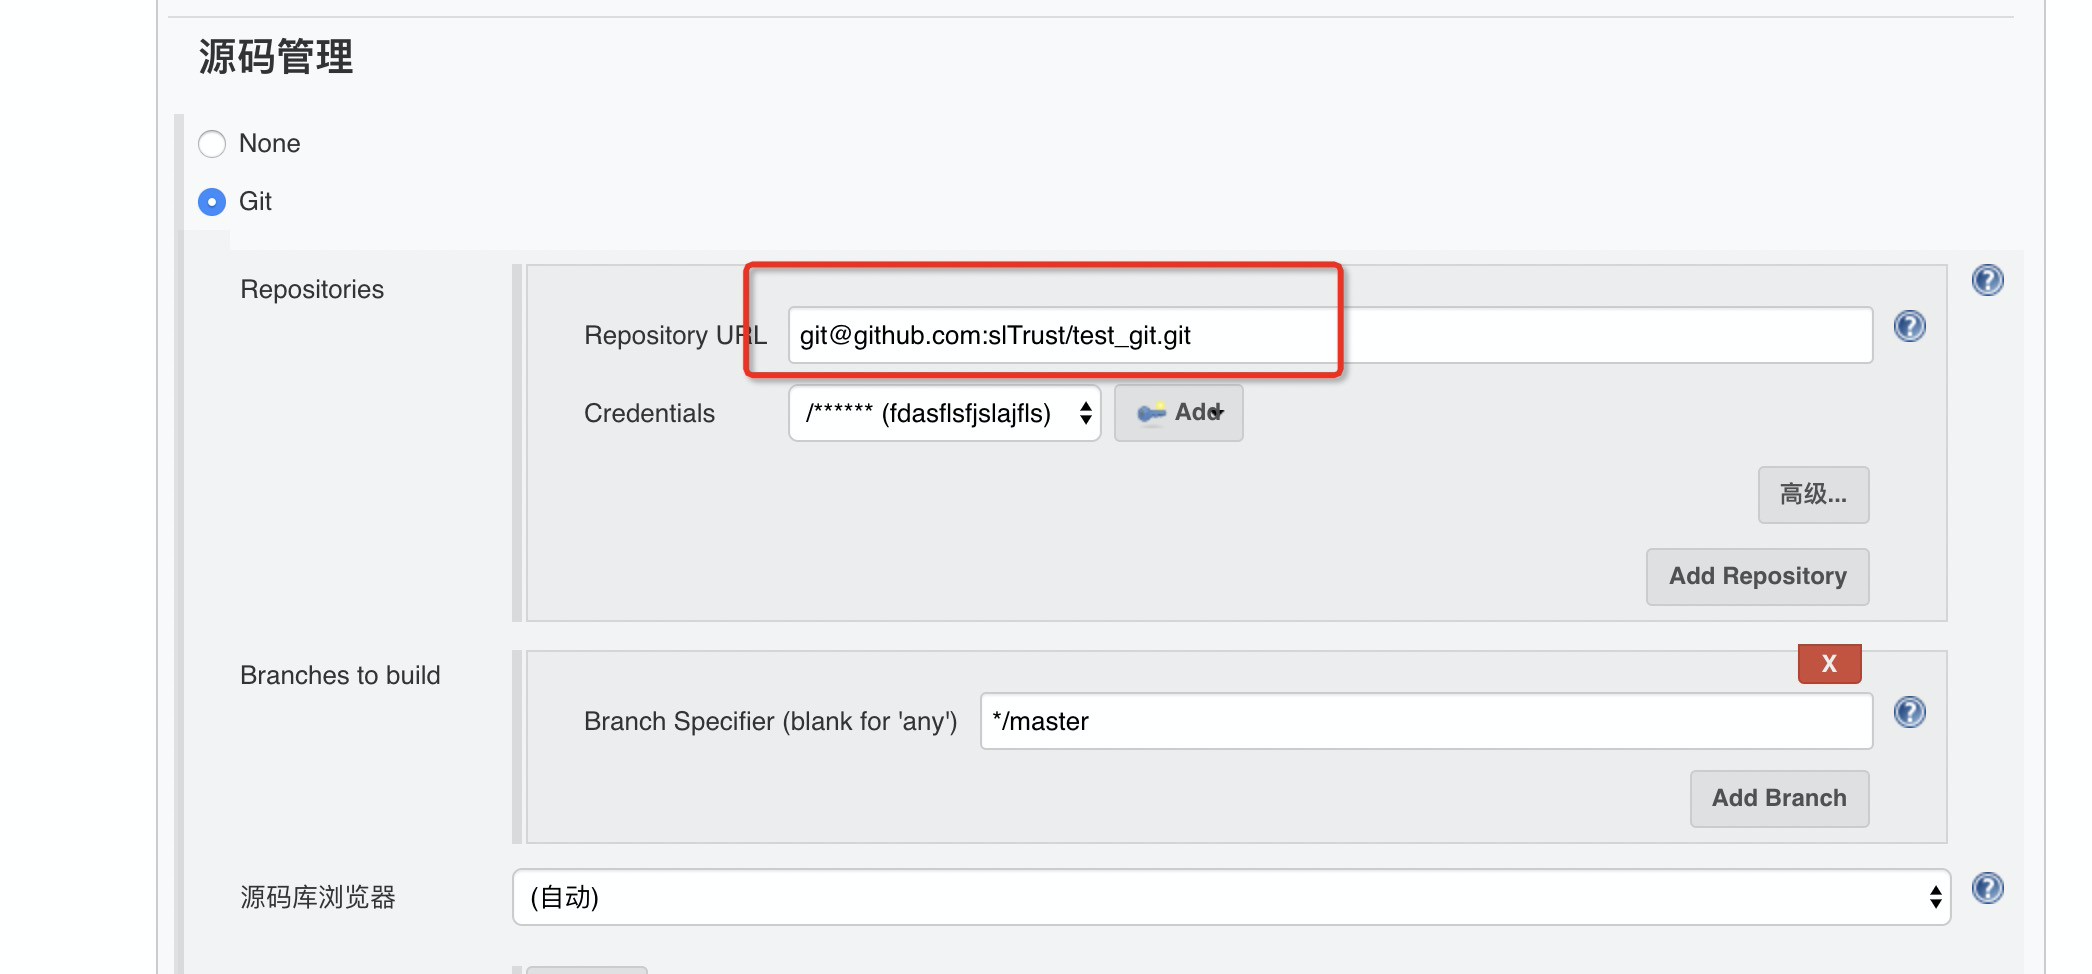 源码管理
None
Git
Repositories
Repository URL
git@github.com:slTrust/test_git.git
Credentials
/****** (fdasflsfjslajfls)
Add
高级...
Add Repository
Branches to build
X
Branch Specifier (blank for 'any')
*/master
Add Branch
源码库浏览器
(自动)